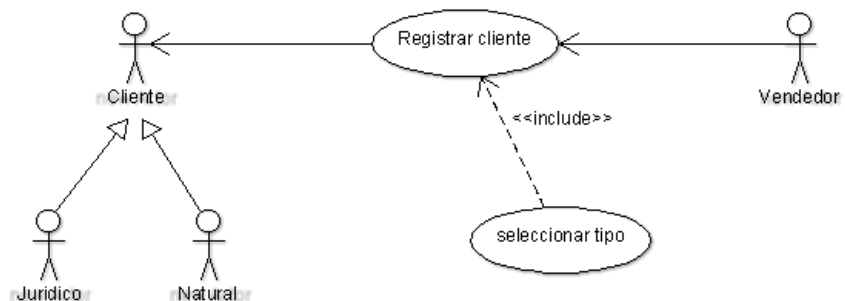 Registrar cliente
Cliente
Vendedor
<<include>>
seleccionar tipo
Juridico
Natural